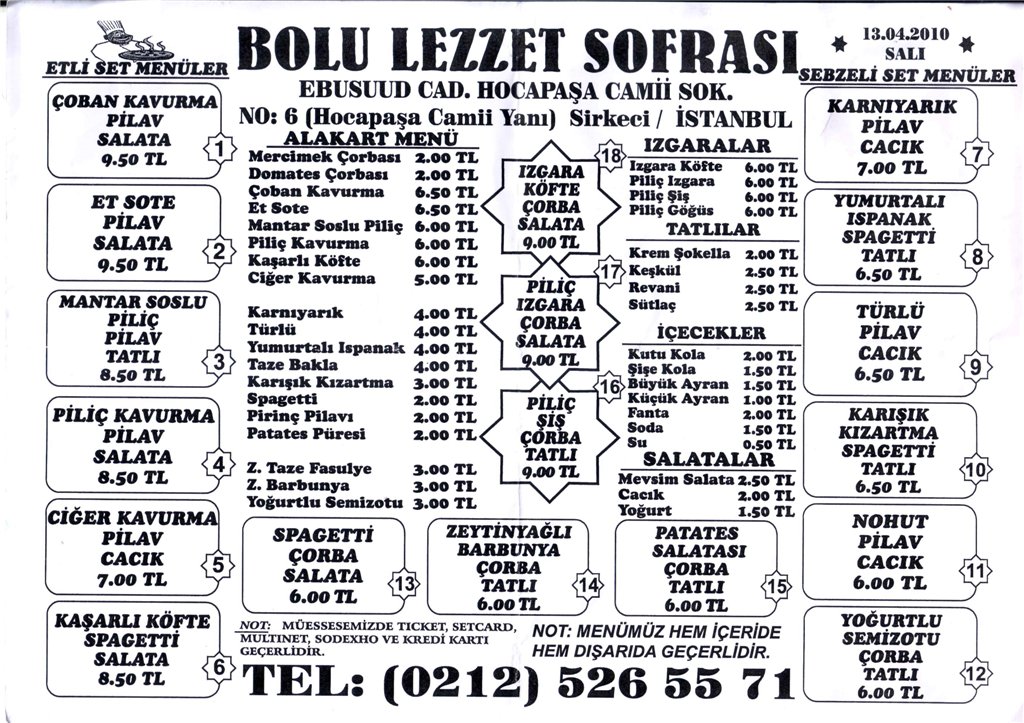 BOLU LEZZET SOFRASI
EBUSUUD CAD. HOCAPAŞA CAMİİ SOK.
NO: 6 (Hocapaşa Camii Yanı) Sirkeci / İSTANBUL
13.04.2010
SALI
ETLİ SET MENÜLER
ÇOBAN KAVURMA
PİLAV
SALATA
9.50 TL
1
ET SOTE
PİLAV
SALATA
9.50 TL
2
MANTAR SOSLU
PİLİÇ
PİLAV
TATLI
8.50 TL
3
PİLİÇ KAVURMA
PİLAV
SALATA
8.50 TL
4
CİĞER KAVURMA
PİLAV
CACIK
7.00 TL
5
KAŞARLI KÖFTE
SPAGETTİ
SALATA
8.50 TL
6
ALAKART MENÜ
Mercimek Çorbası 2.00 TL
Domates Çorbası 2.00 TL
Çoban Kavurma 6.50 TL
Et Sote 6.50 TL
Mantar Soslu Piliç 6.00 TL
Piliç Kavurma 6.00 TL
Kaşarlı Köfte 6.00 TL
Ciğer Kavurma 5.00 TL
Karnıyarık 4.00 TL
Türlü 4.00 TL
Yumurtalı Ispanak 4.00 TL
Taze Bakla 4.00 TL
Karışık Kızartma 3.00 TL
Spagetti 2.00 TL
Pirinç Pilavı 2.00 TL
Patates Püresi 2.00 TL
Z. Taze Fasulye 3.00 TL
Z. Barbunya 3.00 TL
Yoğurtlu Semizotu 3.00 TL
18
IZGARA
KÖFTE
ÇORBA
SALATA
9.00 TL
17
PİLİÇ
IZGARA
ÇORBA
SALATA
9.00 TL
16
PİLİÇ
ŞİŞ
ÇORBA
TATLI
9.00 TL
IZGARALAR
Izgara Köfte 6.00 TL
Piliç Izgara 6.00 TL
Piliç Şiş 6.00 TL
Piliç Göğüs 6.00 TL
TATLILAR
Krem Şokella 2.00 TL
Keşkül 2.50 TL
Revani 2.50 TL
Sütlaç 2.50 TL
İÇECEKLER
Kutu Kola 2.00 TL
Şişe Kola 1.50 TL
Büyük Ayran 1.50 TL
Küçük Ayran 1.00 TL
Fanta 2.00 TL
Soda 1.50 TL
Su 0.50 TL
SALATALAR
Mevsim Salata 2.50 TL
Cacık 2.00 TL
Yoğurt 1.50 TL
SEBZELİ SET MENÜLER
KARNIYARIK
PİLAV
CACIK
7.00 TL
7
YUMURTALI
ISPANAK
SPAGETTİ
TATLI
6.50 TL
8
TÜRLÜ
PİLAV
CACIK
6.50 TL
9
KARIŞIK
KIZARTMA
SPAGETTİ
TATLI
6.50 TL
10
NOHUT
PİLAV
CACIK
6.00 TL
11
YOĞURTLU
SEMİZOTU
ÇORBA
TATLI
6.00 TL
12
SPAGETTİ
ÇORBA
SALATA
6.00 TL
13
ZEYTİNYAĞLI
BARBUNYA
ÇORBA
TATLI
6.00 TL
14
PATATES
SALATASI
ÇORBA
TATLI
6.00 TL
15
NOT: MÜESSESEMİZDE TICKET, SETCARD,
MULTINET, SODEXHO VE KREDİ KARTI
GEÇERLİDİR.
NOT: MENÜMÜZ HEM İÇERİDE
HEM DIŞARIDA GEÇERLİDİR.
TEL: (0212) 526 55 71